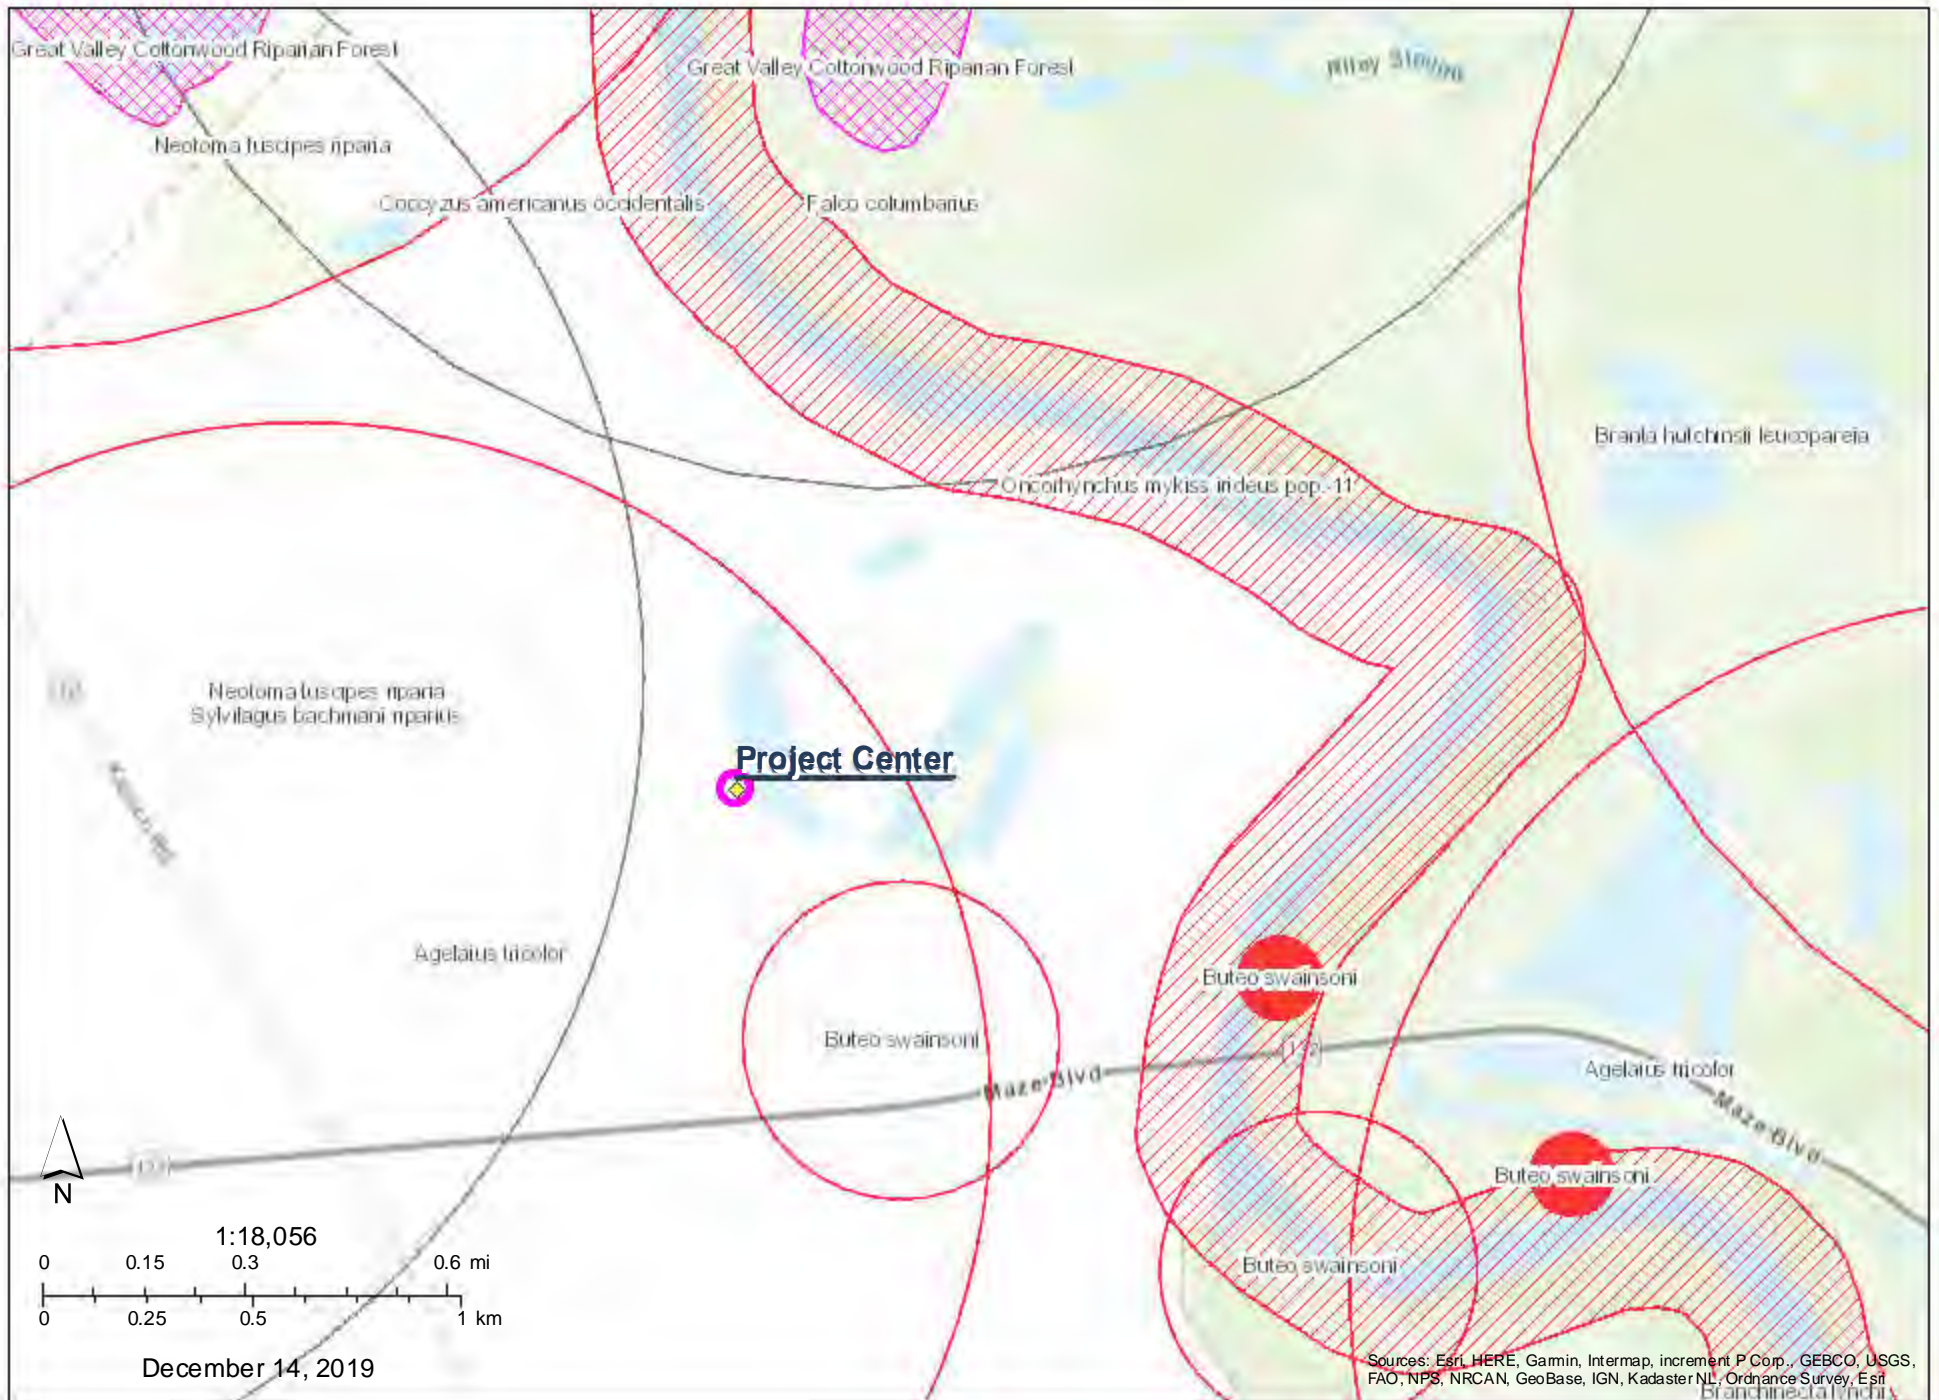 Great Valley Cottonwood Riparian Forest
Great Valley Cottonwood Riparian Forest
Neotoma fuscipes riparia
Coccyzus americanus occidentalis
Falco columbarius
Branta hutchinsii leucopareia
Oncorhynchus mykiss irideus pop. 11
Neotoma fuscipes riparia
Sylvilagus bachmani riparius
Project Center
Agelaius tricolor
Buteo swainsoni
Buteo swainsoni
Maze Blvd
Agelaius tricolor
Maze Blvd
Buteo swainsoni
Buteo swainsoni
N
1:18,056
0 0.15 0.3 0.6 mi
0 0.25 0.5 1 km
December 14, 2019
Sources: Esri, HERE, Garmin, Intermap, increment P Corp., GEBCO, USGS,
FAO, NPS, NRCAN, GeoBase, IGN, Kadaster NL, Ordnance Survey, Esri